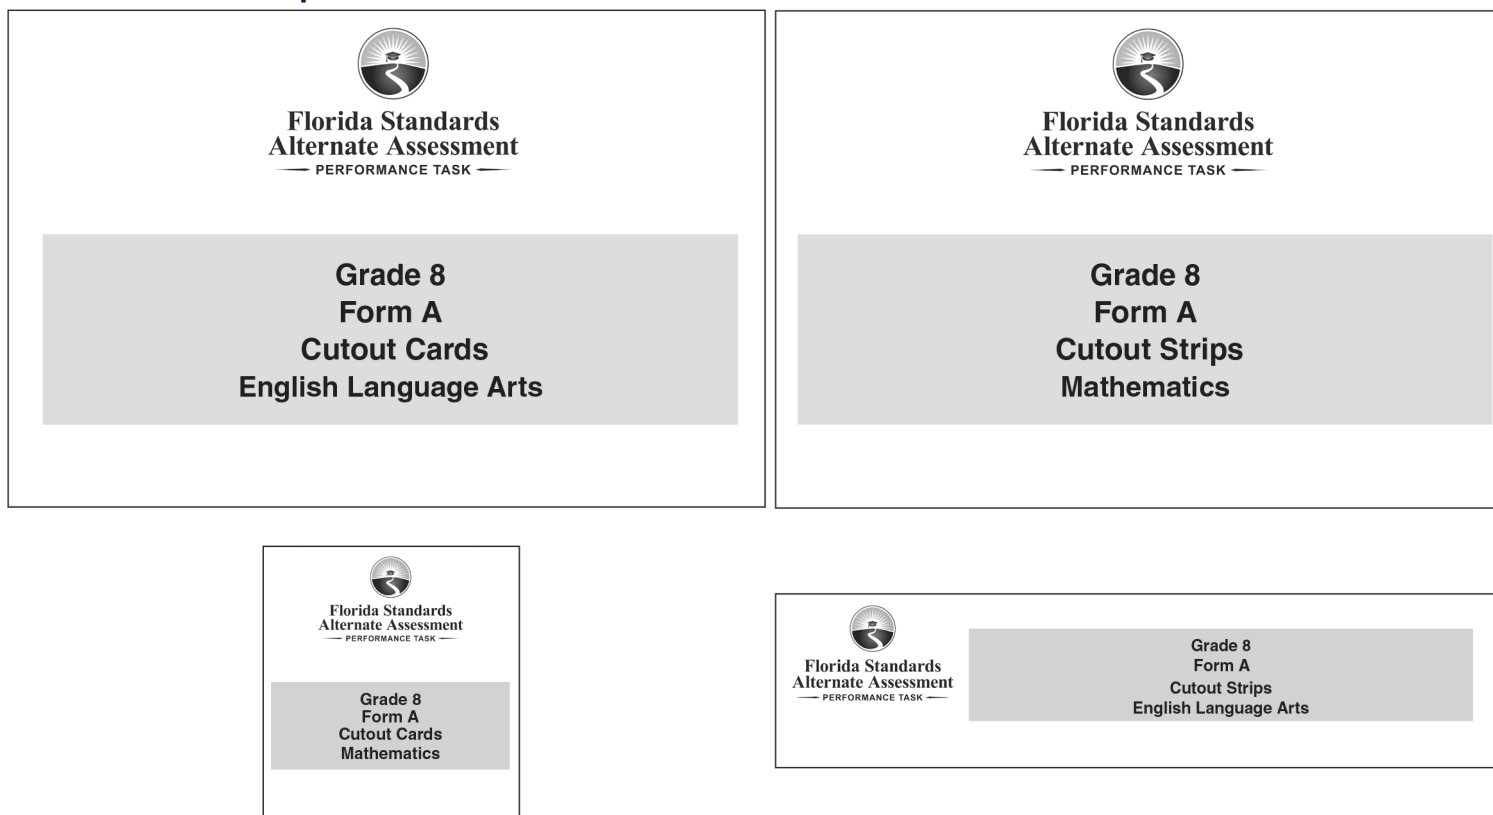 Florida Standards
Alternate Assessment
PERFORMANCE TASK
Grade 8
Form A
Cutout Cards
English Language Arts
Florida Standards
Alternate Assessment
PERFORMANCE TASK
Grade 8
Form A
Cutout Strips
Mathematics
Florida Standards
Alternate Assessment
PERFORMANCE TASK
Grade 8
Form A
Cutout Cards
Mathematics
Florida Standards
Alternate Assessment
PERFORMANCE TASK
Grade 8
Form A
Cutout Strips
English Language Arts